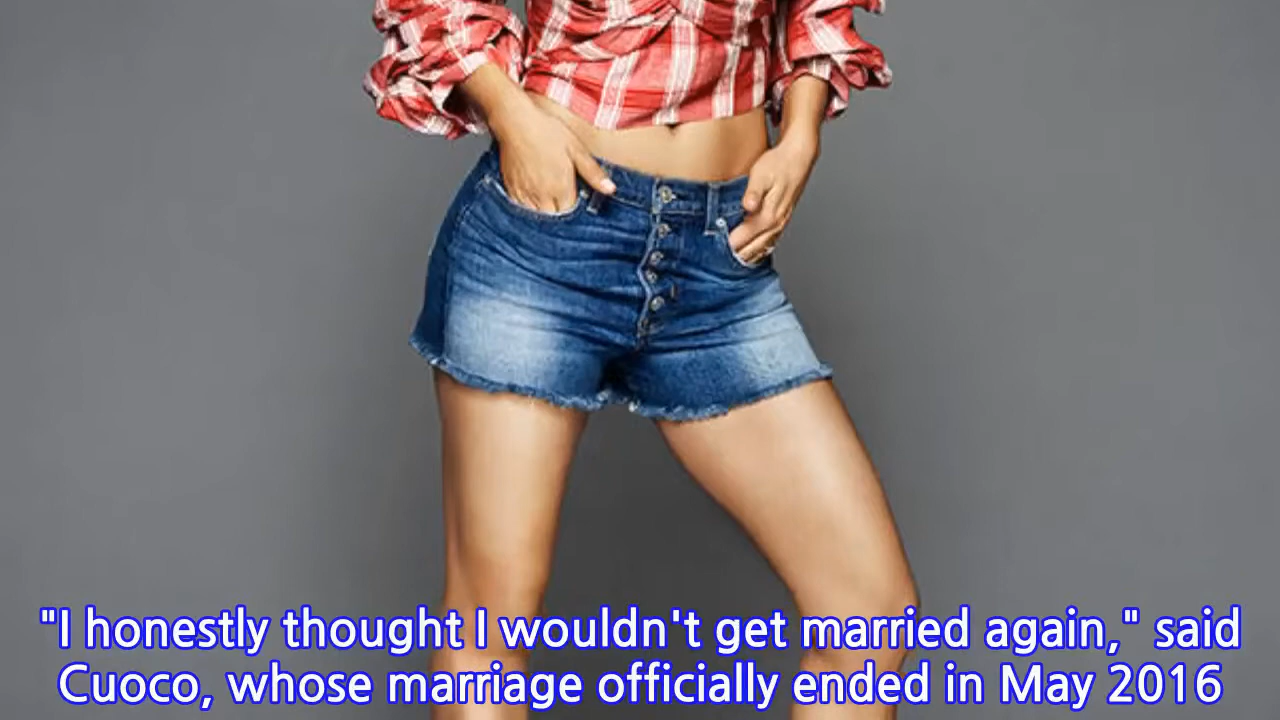 "I honestly thought I wouldn't get married again," said
Cuoco, whose marriage officially ended in May 2016